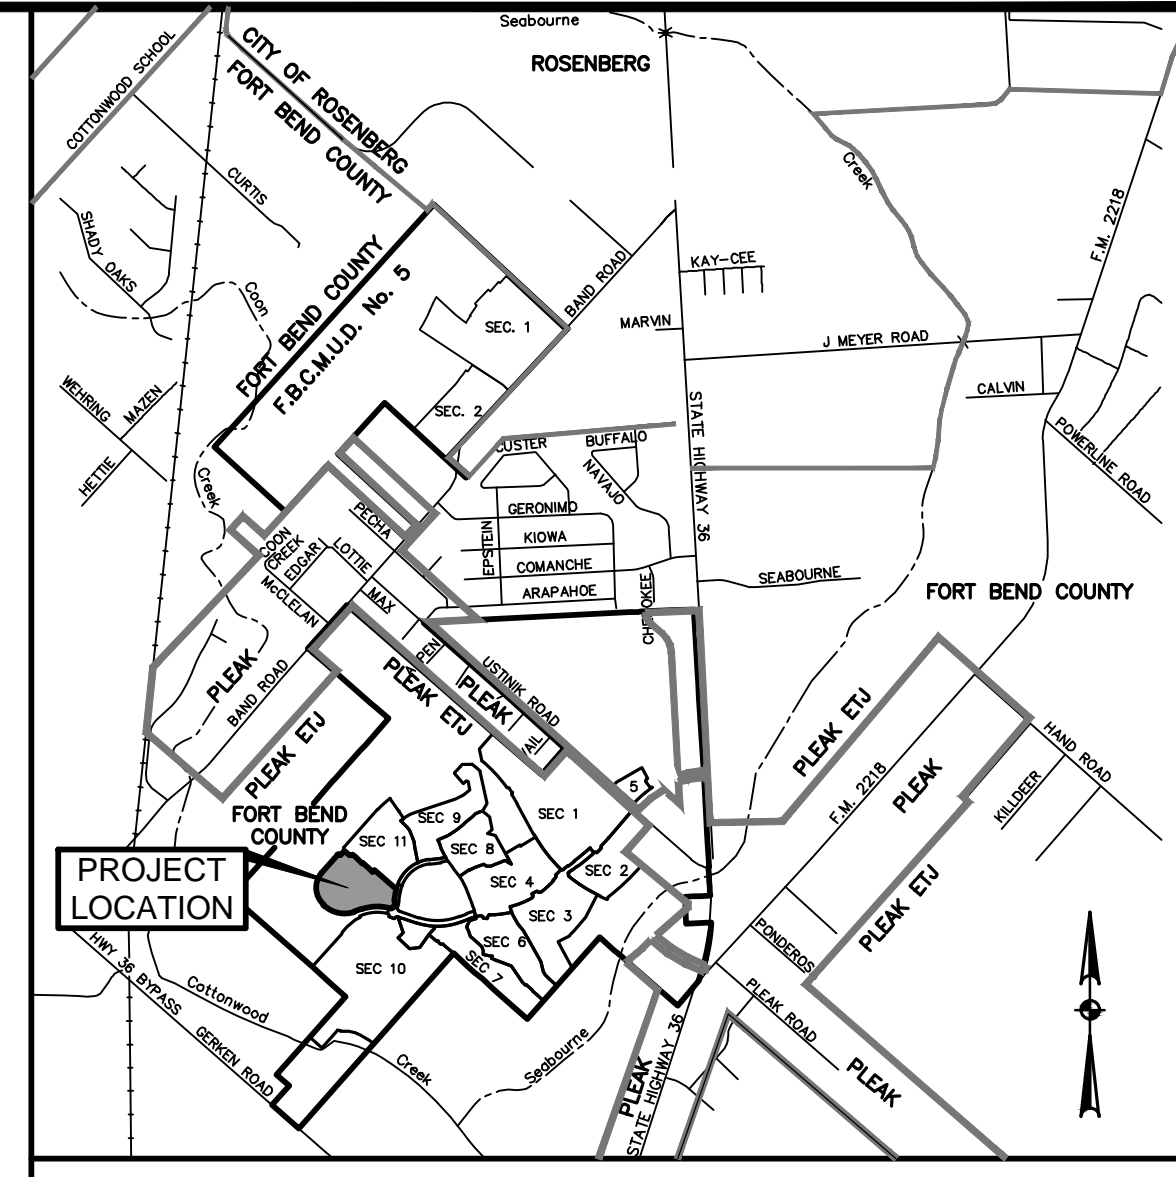 Seabourne
ROSENBERG
COTTONWOOD SCHOOL
CITY OF ROSENBERG
FORT BEND COUNTY
CURTIS
Creek
F.M. 2218
SHADY OAKS
Coon
FORT BEND COUNTY
F.B.C.M.U.D. No. 5
BAND ROAD
KAY-CEE
SEC. 1
MARVIN
J MEYER ROAD
CALVIN
WEHRING
MAZEN
HETTIE
SEC. 2
STATE HIGHWAY 36
POWERLINE ROAD
CUSTER
BUFFALO
NAVAJO
Creek
GERONIMO
PECHA
EPSTEIN
KIOWA
COON
CREEK
EDGAR
LOTTIE
COMANCHE
SEABOURNE
McCLELAN
MAX
ARAPAHOE
CHEROKEE
FORT BEND COUNTY
PEN
PLEAK
BAND ROAD
PLEAK ETJ
PLEAK
USTINIK ROAD
AIL
PLEAK ETJ
PLEAK ETJ
F.M. 2218
PLEAK
HAND ROAD
KILLDEER
FORT BEND
COUNTY
5
SEC 9
SEC 1
SEC 11
SEC 8
PROJECT
LOCATION
SEC 4
SEC 2
SEC 3
SEC 6
SEC 7
SEC 10
PLEAK ETJ
PONDEROS
HWY 36 BYPASS
Cottonwood
GERKEN ROAD
Creek
Seabourne
PLEAK ROAD
PLEAK
PLEAK
STATE HIGHWAY 36